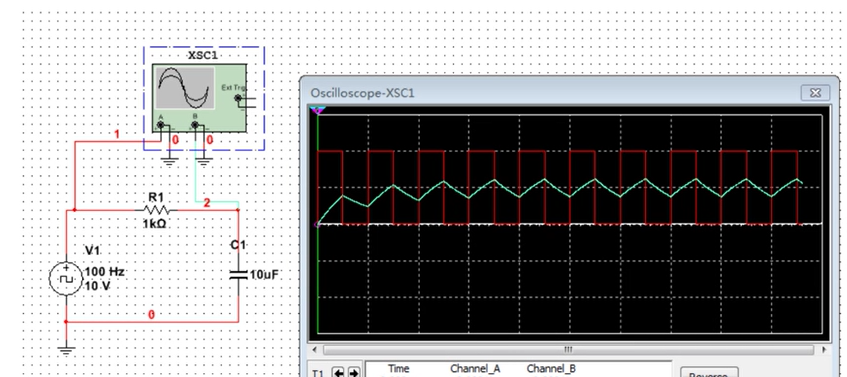 XSC1
Ext Trig
A
B
1
0
0
R1
2
1kΩ
C1
V1
100 Hz
10 V
10uF
0
Oscilloscope-XSC1
T1
Time
Channel_A
Channel_B
Reverse